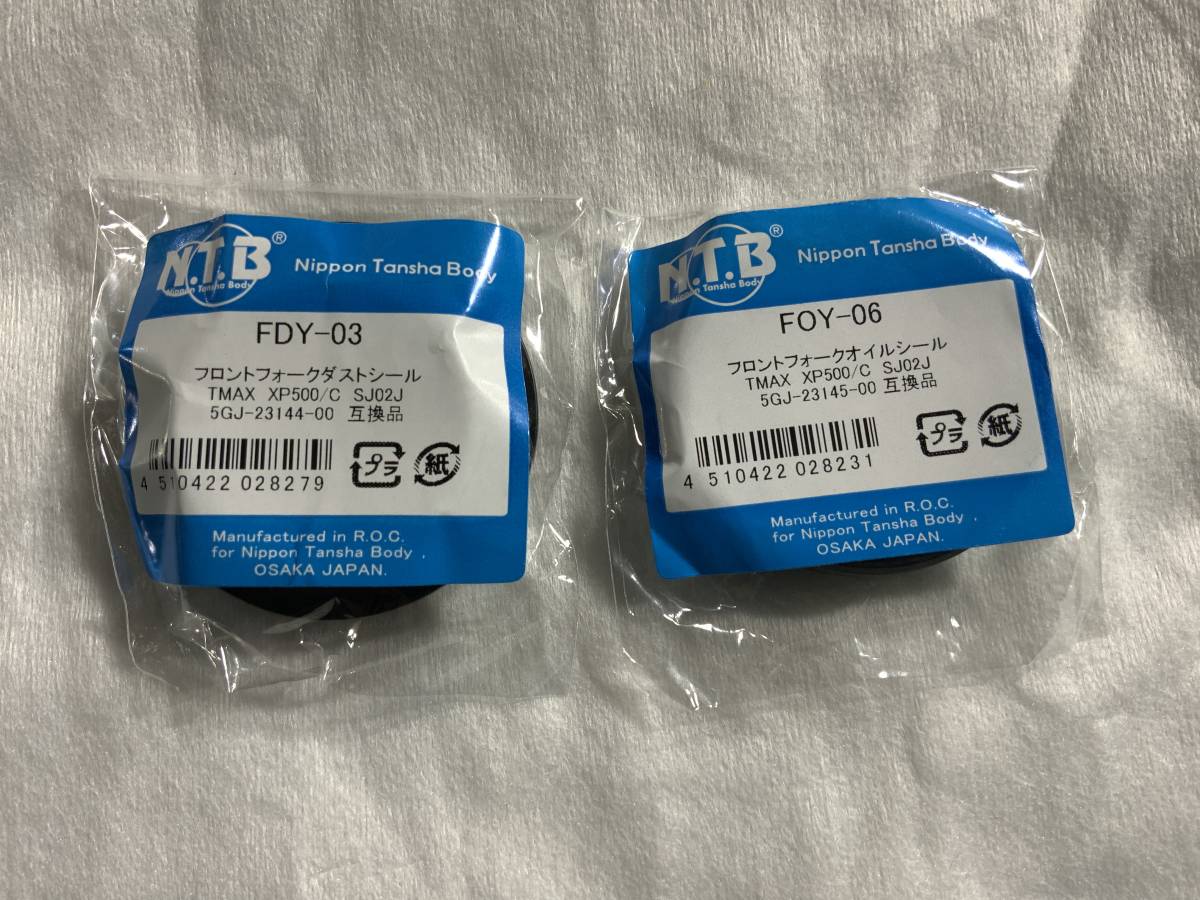 N.T.B®
Nippon Tansha Body
Nippon Tansha Body
FDY-03
フロントフォークダストシール
TMAX XP500/C SJ02J
5GJ-23144-00 互換品
4 510422 028279
プラ
紙
Manufactured in R.O.C.
for Nippon Tansha Body ,
OSAKA JAPAN.
N.T.B®
Nippon Tansha Body
Nippon Tansha Body
FOY-06
フロントフォークオイルシール
TMAX XP500/C SJ02J
5GJ-23145-00 互換品
4 510422 028231
プラ
紙
Manufactured in R.O.C.
for Nippon Tansha Body ,
OSAKA JAPAN.